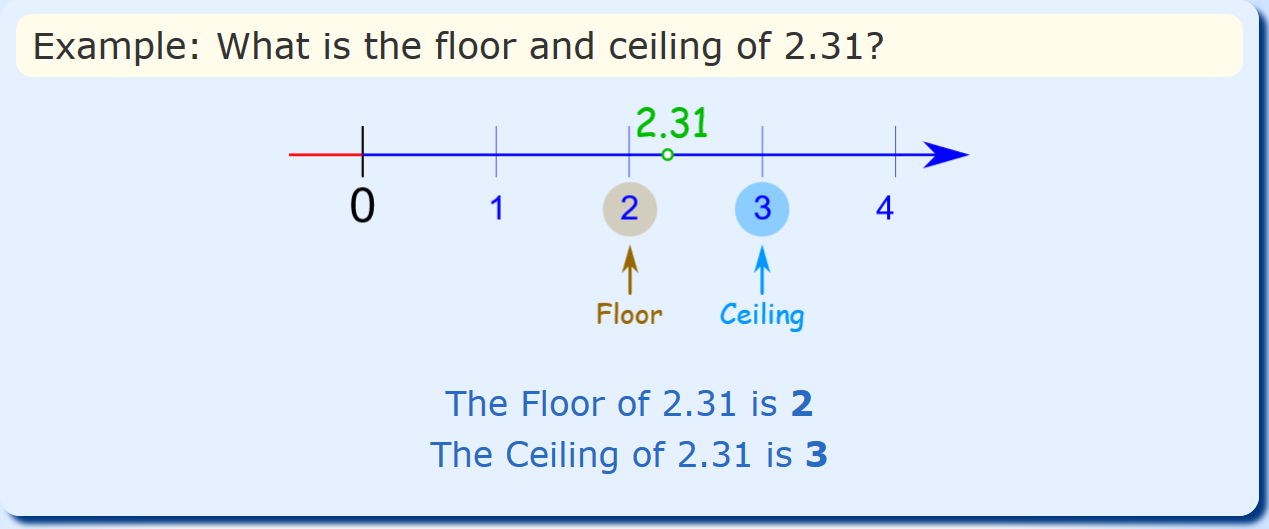 Example: What is the floor and ceiling of 2.31?
2.31
0 1 2 3 4
Floor Ceiling
The Floor of 2.31 is 2
The Ceiling of 2.31 is 3